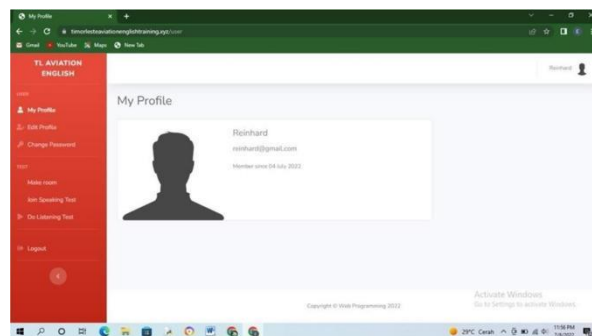 My Profile
timorlesteaviationenglishtraining.xyz/user
Gmail
YouTube
Maps
New Tab
TL AVIATION
ENGLISH
Reinhard
USER
My Profile
Edit Profile
Change Password
TEST
Make room
Join Speaking Test
Do Listening Test
Logout
My Profile
Reinhard
reinhard@gmail.com
Member since 04 July 2022
Copyright © Web Programming 2022
Activate Windows
Go to Settings to activate Windows.
29°C Cerah
11:56 PM